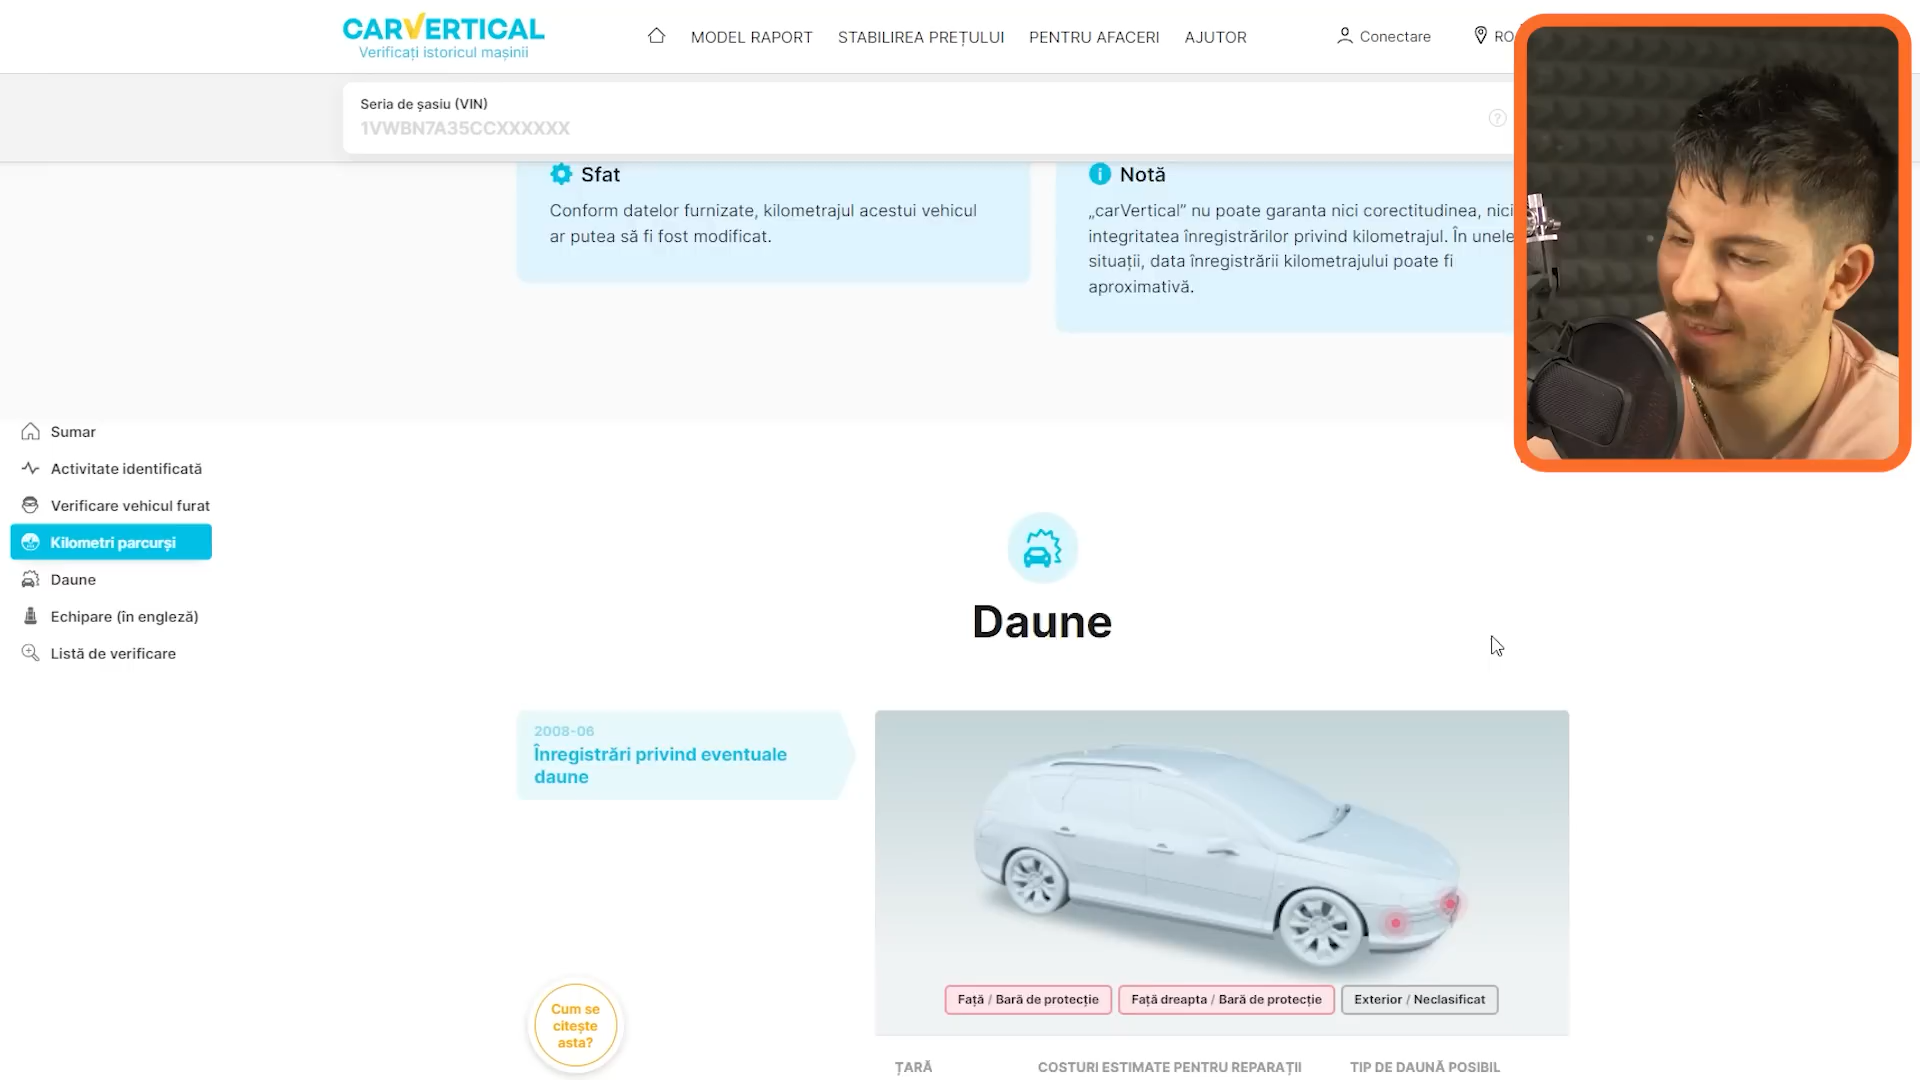 CARVERTICAL
Verificați istoricul mașinii
MODEL RAPORT
STABILIREA PREȚULUI
PENTRU AFACERI
AJUTOR
Conectare
RO
Seria de șasiu (VIN)
1VWBN7A35CCXXXXXX
?
Sfat
Conform datelor furnizate, kilometrajul acestui vehicul
ar putea să fi fost modificat.
Notă
„carVertical” nu poate garanta nici corectitudinea, nici
integritatea înregistrărilor privind kilometrajul. În unele
situații, data înregistrării kilometrajului poate fi
aproximativă.
Sumar
Activitate identificată
Verificare vehicul furat
Kilometri parcurși
Daune
Echipare (în engleză)
Listă de verificare
Daune
2008-06
Înregistrări privind eventuale
daune
Față / Bară de protecție
Față dreapta / Bară de protecție
Exterior / Neclasificat
Cum se
citește
asta?
ȚARĂ
COSTURI ESTIMATE PENTRU REPARAȚII
TIP DE DAUNĂ POSIBIL